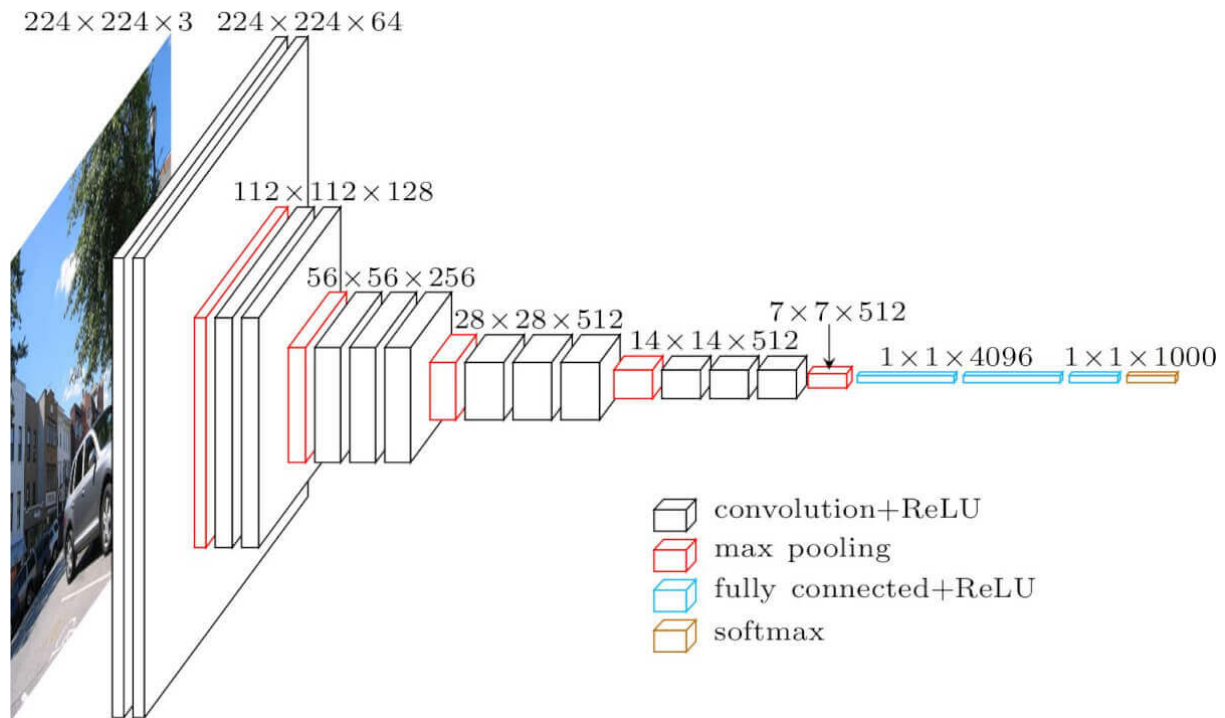 224×224×3
224×224×64
112×112×128
56×56×256
28×28×512
14×14×512
7×7×512
1×1×4096
1×1×1000
convolution+ReLU
max pooling
fully connected+ReLU
softmax